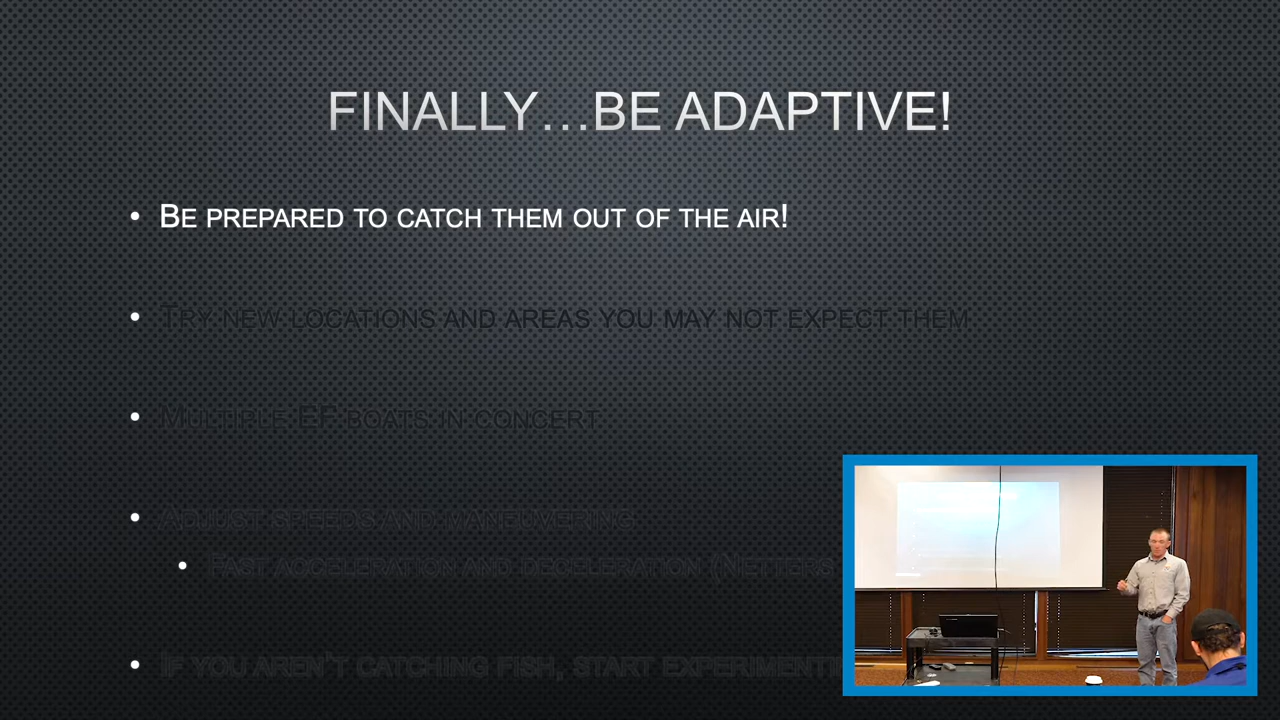 FINALLY…BE ADAPTIVE!
• BE PREPARED TO CATCH THEM OUT OF THE AIR!
• TRY NEW LOCATIONS AND AREAS YOU MAY NOT EXPECT THEM
• MULTIPLE EF BOATS IN CONCERT
• ADJUST SPEEDS AND MANEUVERING
• FAST ACCELERATION AND DECELERATION
• IF YOU AREN'T CATCHING FISH, START